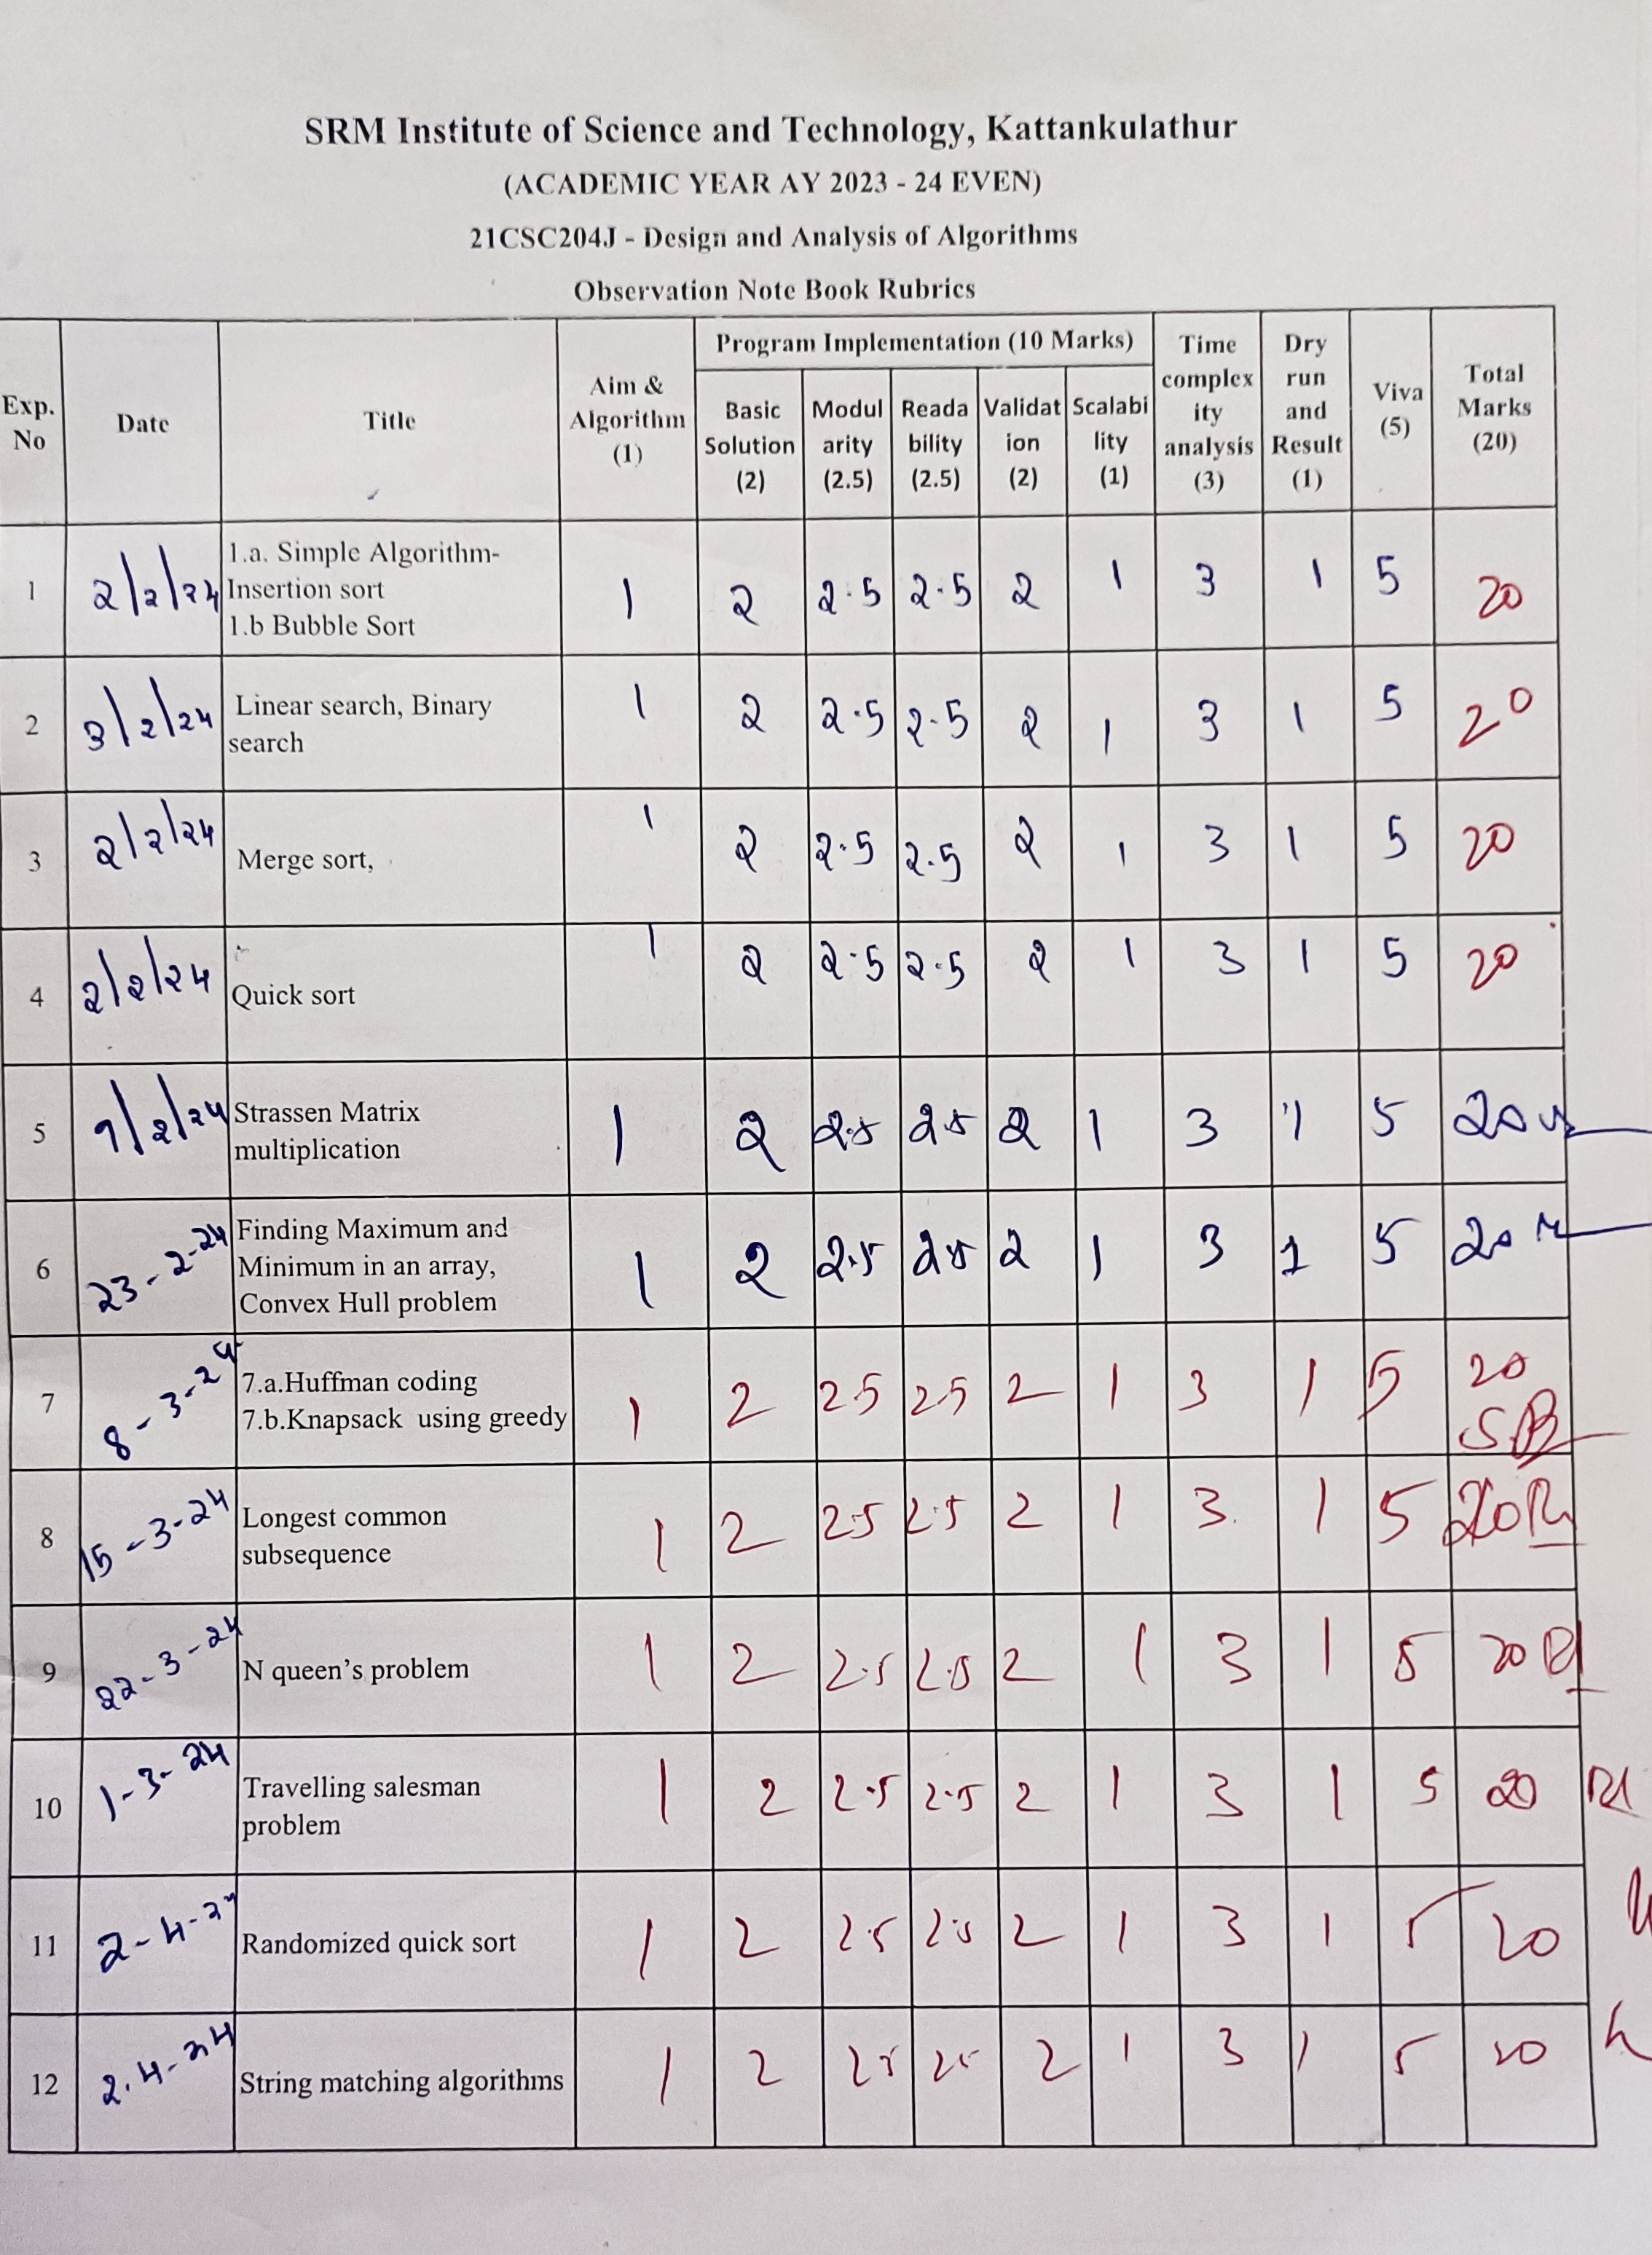 SRM Institute of Science and Technology, Kattankulathur
(ACADEMIC YEAR AY 2023 - 24 EVEN)
21CSC204J - Design and Analysis of Algorithms
Observation Note Book Rubrics
Exp. No Date Title Aim & Algorithm (1) Program Implementation (10 Marks) Time complex ity analysis (3) Dry run and Result (1) Viva (5) Total Marks (20)
Basic Solution (2) Modul arity (2.5) Reada bility (2.5) Validat ion (2) Scalabi lity (1)
1 2/2/24 1.a. Simple Algorithm-
Insertion sort
1.b Bubble Sort
1 2 2.5 2.5 2 1 3 1 5 20
2 3/2/24 Linear search, Binary
search
1 2 2.5 2.5 2 1 3 1 5 20
3 2/2/24 Merge sort,
1 2 2.5 2.5 2 1 3 1 5 20
4 2/2/24 Quick sort
1 2 2.5 2.5 2 1 3 1 5 20
5 9/2/24 Strassen Matrix
multiplication
1 2 2.5 2.5 2 1 3 1 5 20
6 23-2-24 Finding Maximum and
Minimum in an array,
Convex Hull problem
1 2 2.5 2.5 2 1 3 1 5 20
7 8-3-24 7.a.Huffman coding
7.b.Knapsack using greedy
1 2 2.5 2.5 2 1 3 1 5 20
8 15-3-24 Longest common
subsequence
1 2 2.5 2.5 2 1 3 1 5 20
9 22-3-24 N queen's problem
1 2 2.5 2.5 2 1 3 1 5 20
10 1-3-24 Travelling salesman
problem
1 2 2.5 2.5 2 1 3 1 5 20
11 2-4-24 Randomized quick sort
1 2 2.5 2.5 2 1 3 1 5 20
12 2.4-24 String matching algorithms
1 2 2.5 2.5 2 1 3 1 5 20